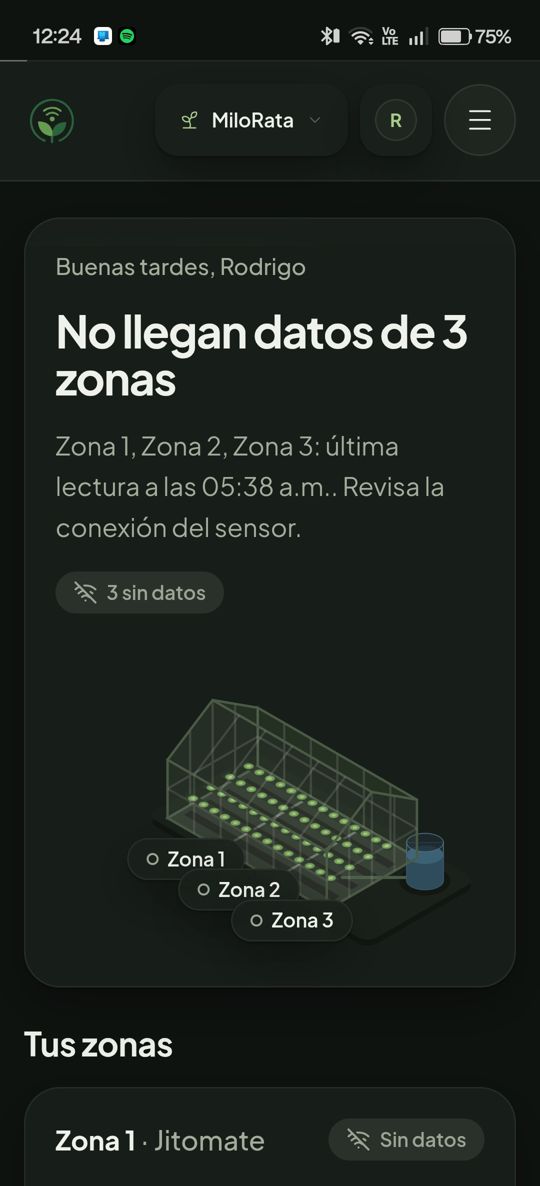 12:24
Vo
LTE
75%
MiloRata
R
Buenas tardes, Rodrigo
No llegan datos de 3
zonas
Zona 1, Zona 2, Zona 3: última
lectura a las 05:38 a.m.. Revisa la
conexión del sensor.
3 sin datos
Zona 1
Zona 2
Zona 3
Tus zonas
Zona 1 · Jitomate
Sin datos